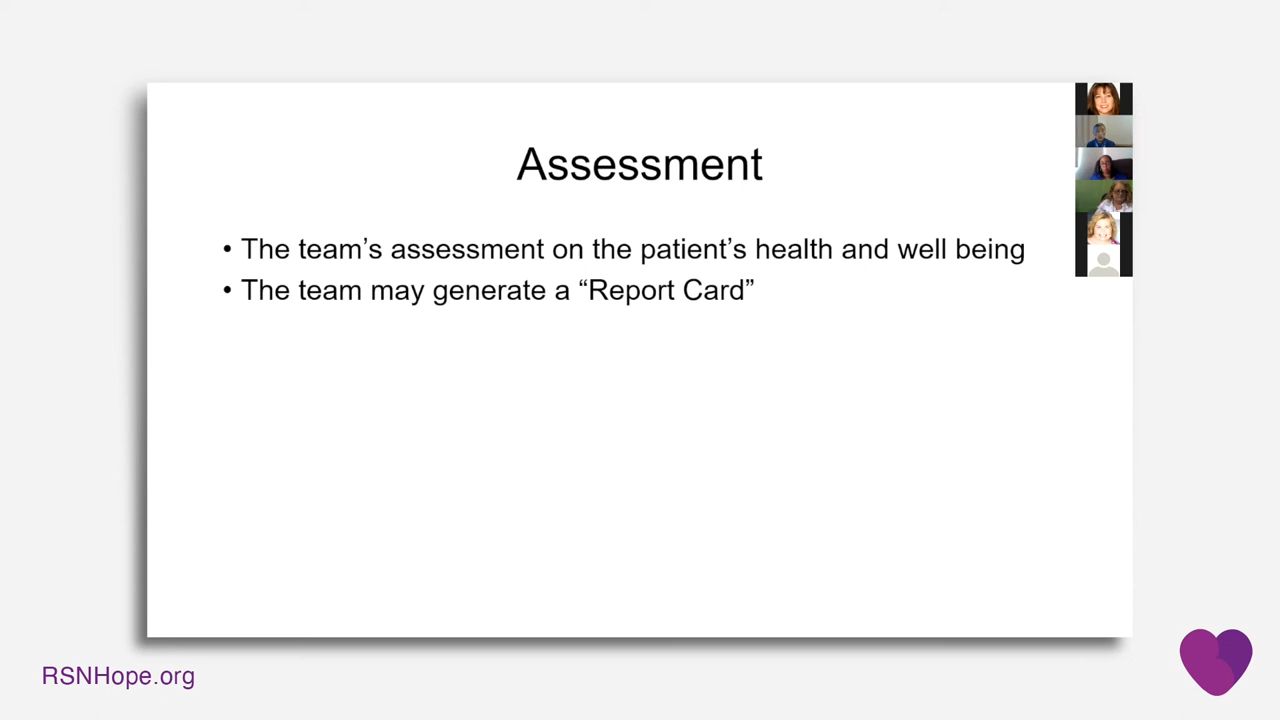 Assessment
• The team’s assessment on the patient’s health and well being
• The team may generate a “Report Card”
RSNHope.org